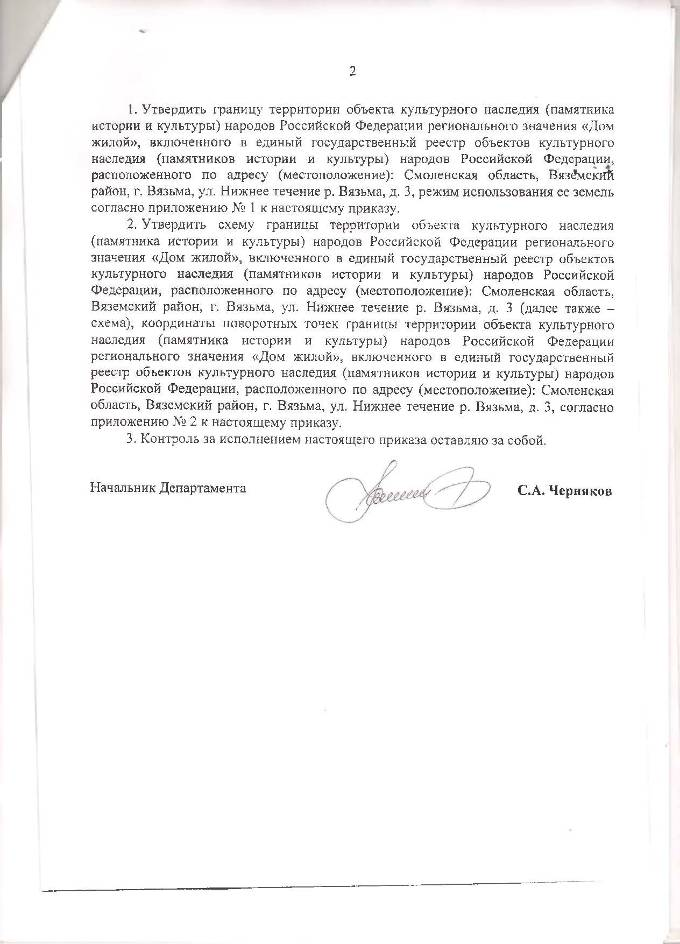 2
1. Утвердить границу территории объекта культурного наследия (памятника
истории и культуры) народов Российской Федерации регионального значения «Дом
жилой», включенного в единый государственный реестр объектов культурного
наследия (памятников истории и культуры) народов Российской Федерации,
расположенного по адресу (местоположение): Смоленская область, Вяземский
район, г. Вязьма, ул. Нижнее течение р. Вязьма, д. 3, режим использования ее земель
согласно приложению № 1 к настоящему приказу.
2. Утвердить схему границы территории объекта культурного наследия
(памятника истории и культуры) народов Российской Федерации регионального
значения «Дом жилой», включенного в единый государственный реестр объектов
культурного наследия (памятников истории и культуры) народов Российской
Федерации, расположенного по адресу (местоположение): Смоленская область,
Вяземский район, г. Вязьма, ул. Нижнее течение р. Вязьма, д. 3 (далее также –
схема), координаты поворотных точек границы территории объекта культурного
наследия (памятника истории и культуры) народов Российской Федерации
регионального значения «Дом жилой», включенного в единый государственный
реестр объектов культурного наследия (памятников истории и культуры) народов
Российской Федерации, расположенного по адресу (местоположение): Смоленская
область, Вяземский район, г. Вязьма, ул. Нижнее течение р. Вязьма, д. 3, согласно
приложению № 2 к настоящему приказу.
3. Контроль за исполнением настоящего приказа оставляю за собой.
Начальник Департамента С.А. Черняков